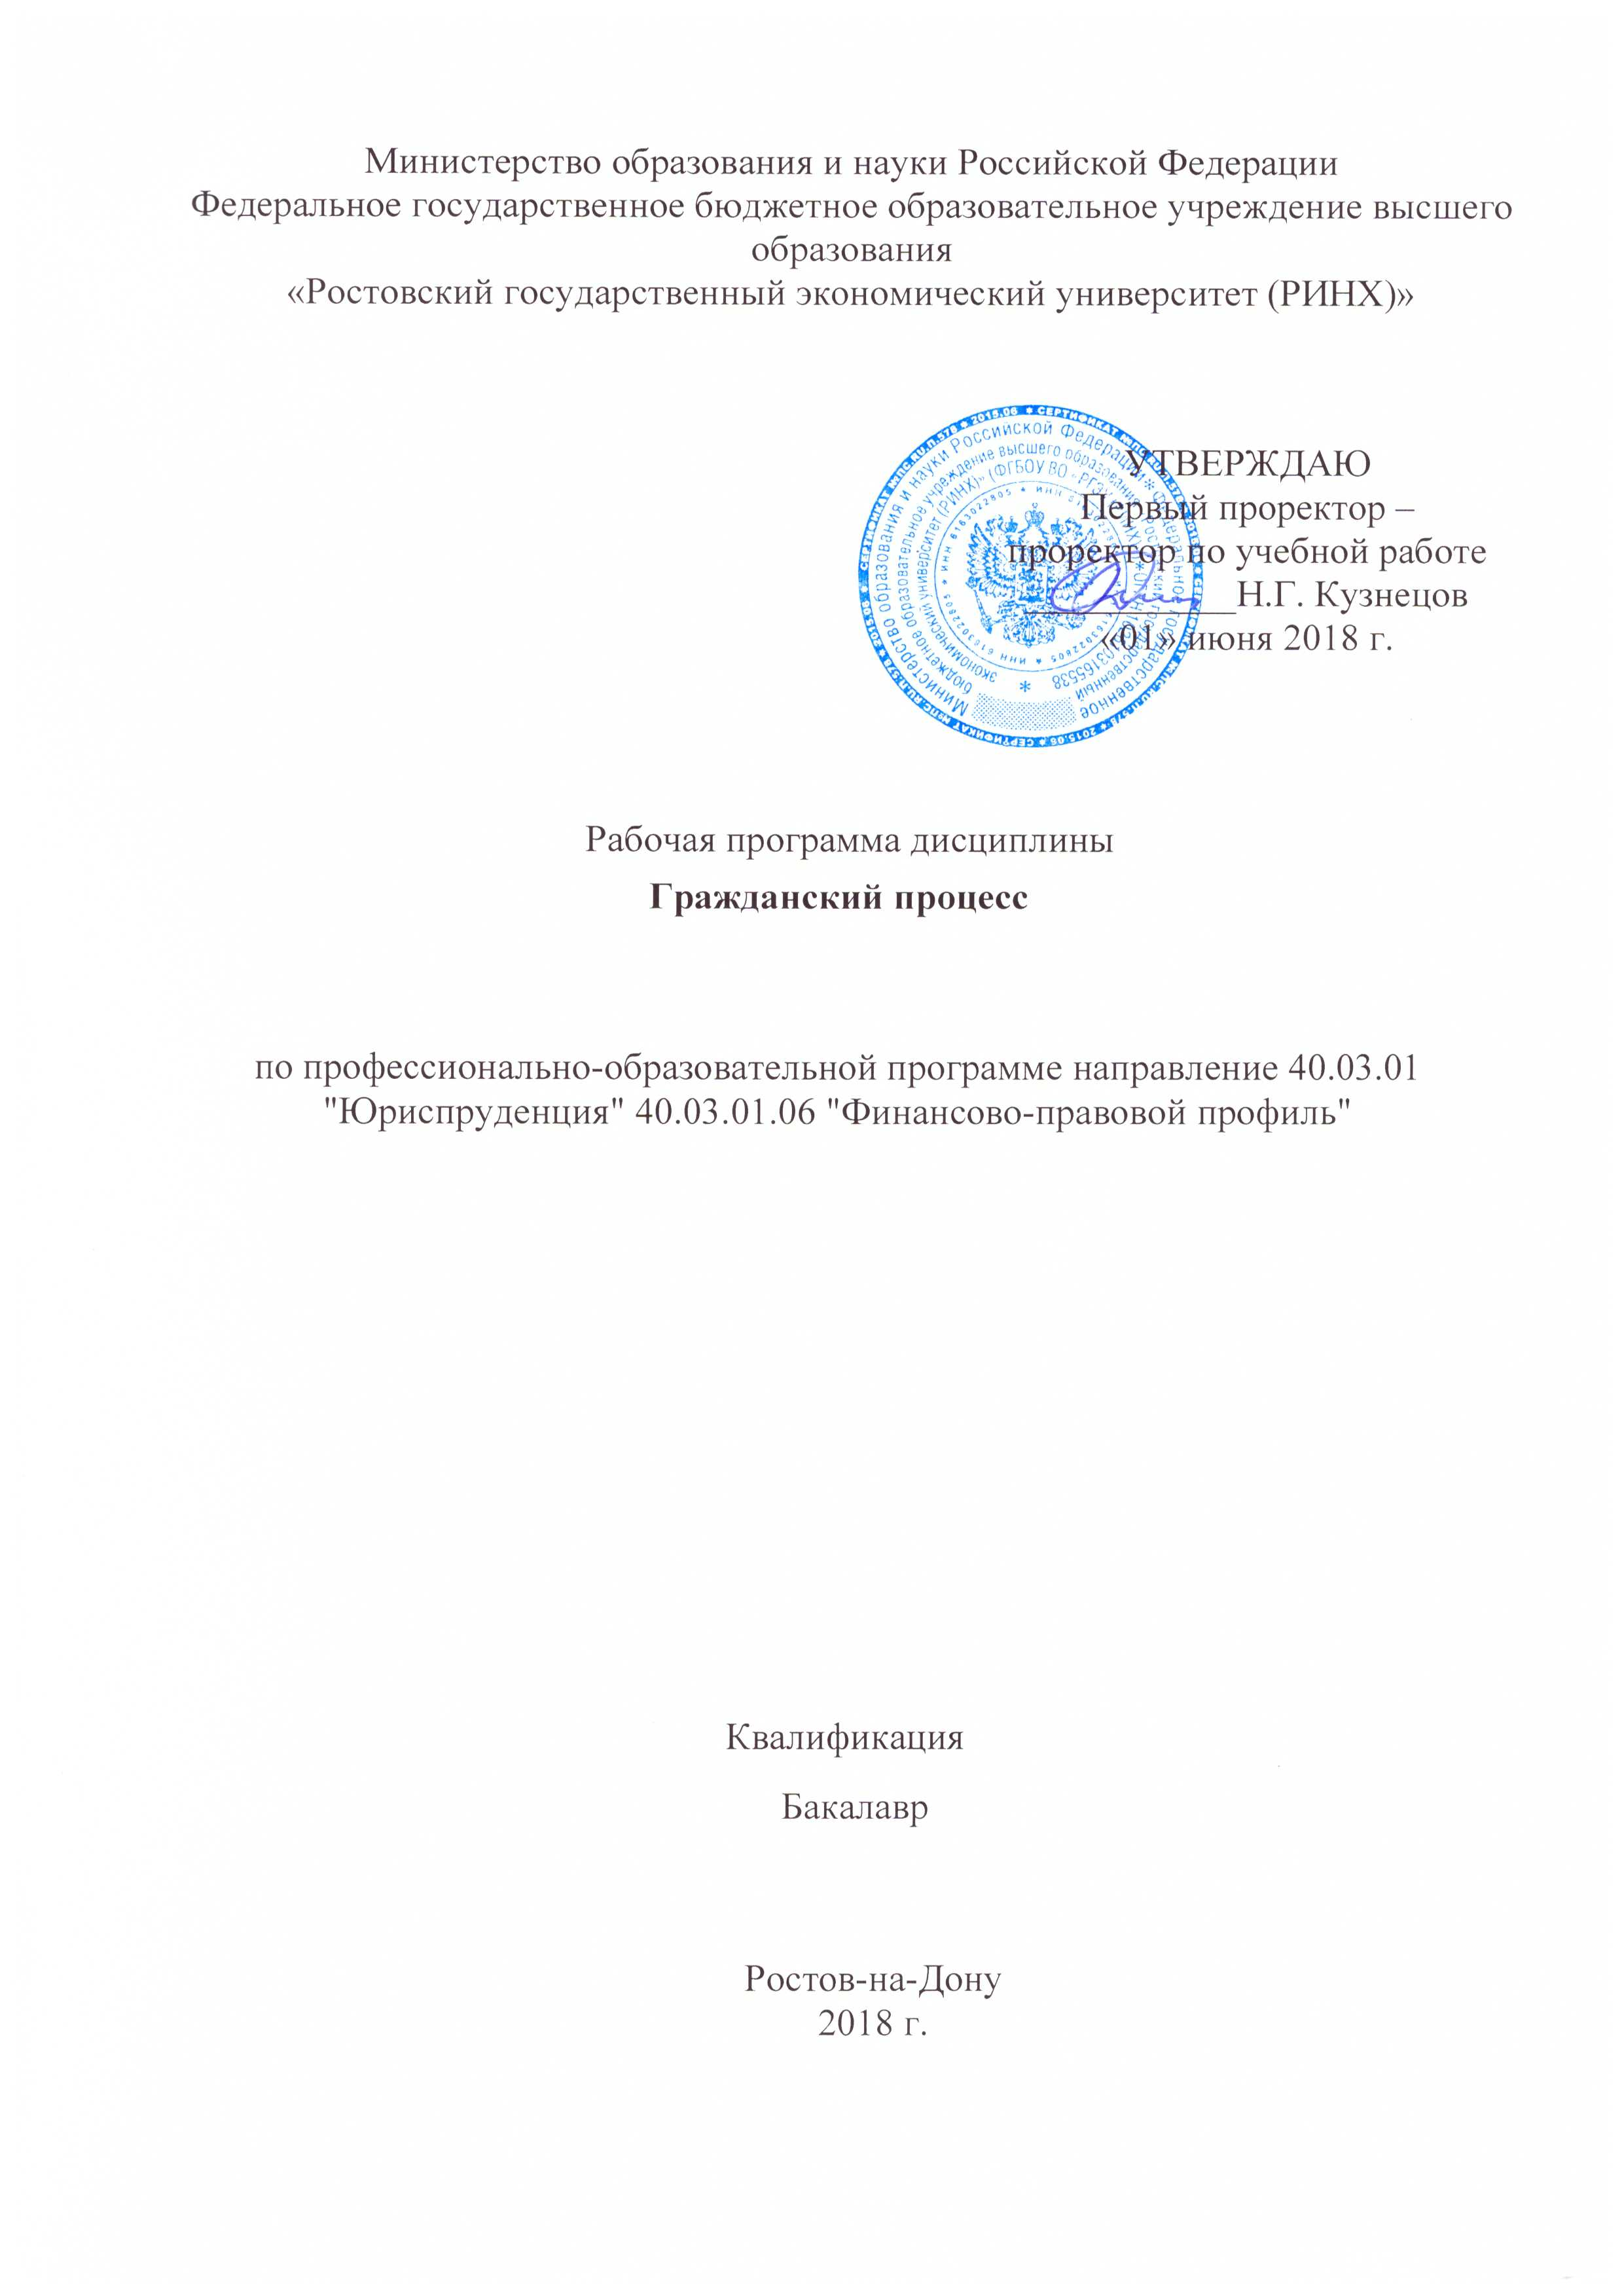 Министерство образования и науки Российской Федерации
Федеральное государственное бюджетное образовательное учреждение высшего
образования
«Ростовский государственный экономический университет (РИНХ)»
УТВЕРЖДАЮ
Первый проректор –
проректор по учебной работе
Н.Г. Кузнецов
«01» июня 2018 г.
Рабочая программа дисциплины
Гражданский процесс
по профессионально-образовательной программе направление 40.03.01
"Юриспруденция" 40.03.01.06 "Финансово-правовой профиль"
Квалификация
Бакалавр
Ростов-на-Дону
2018 г.